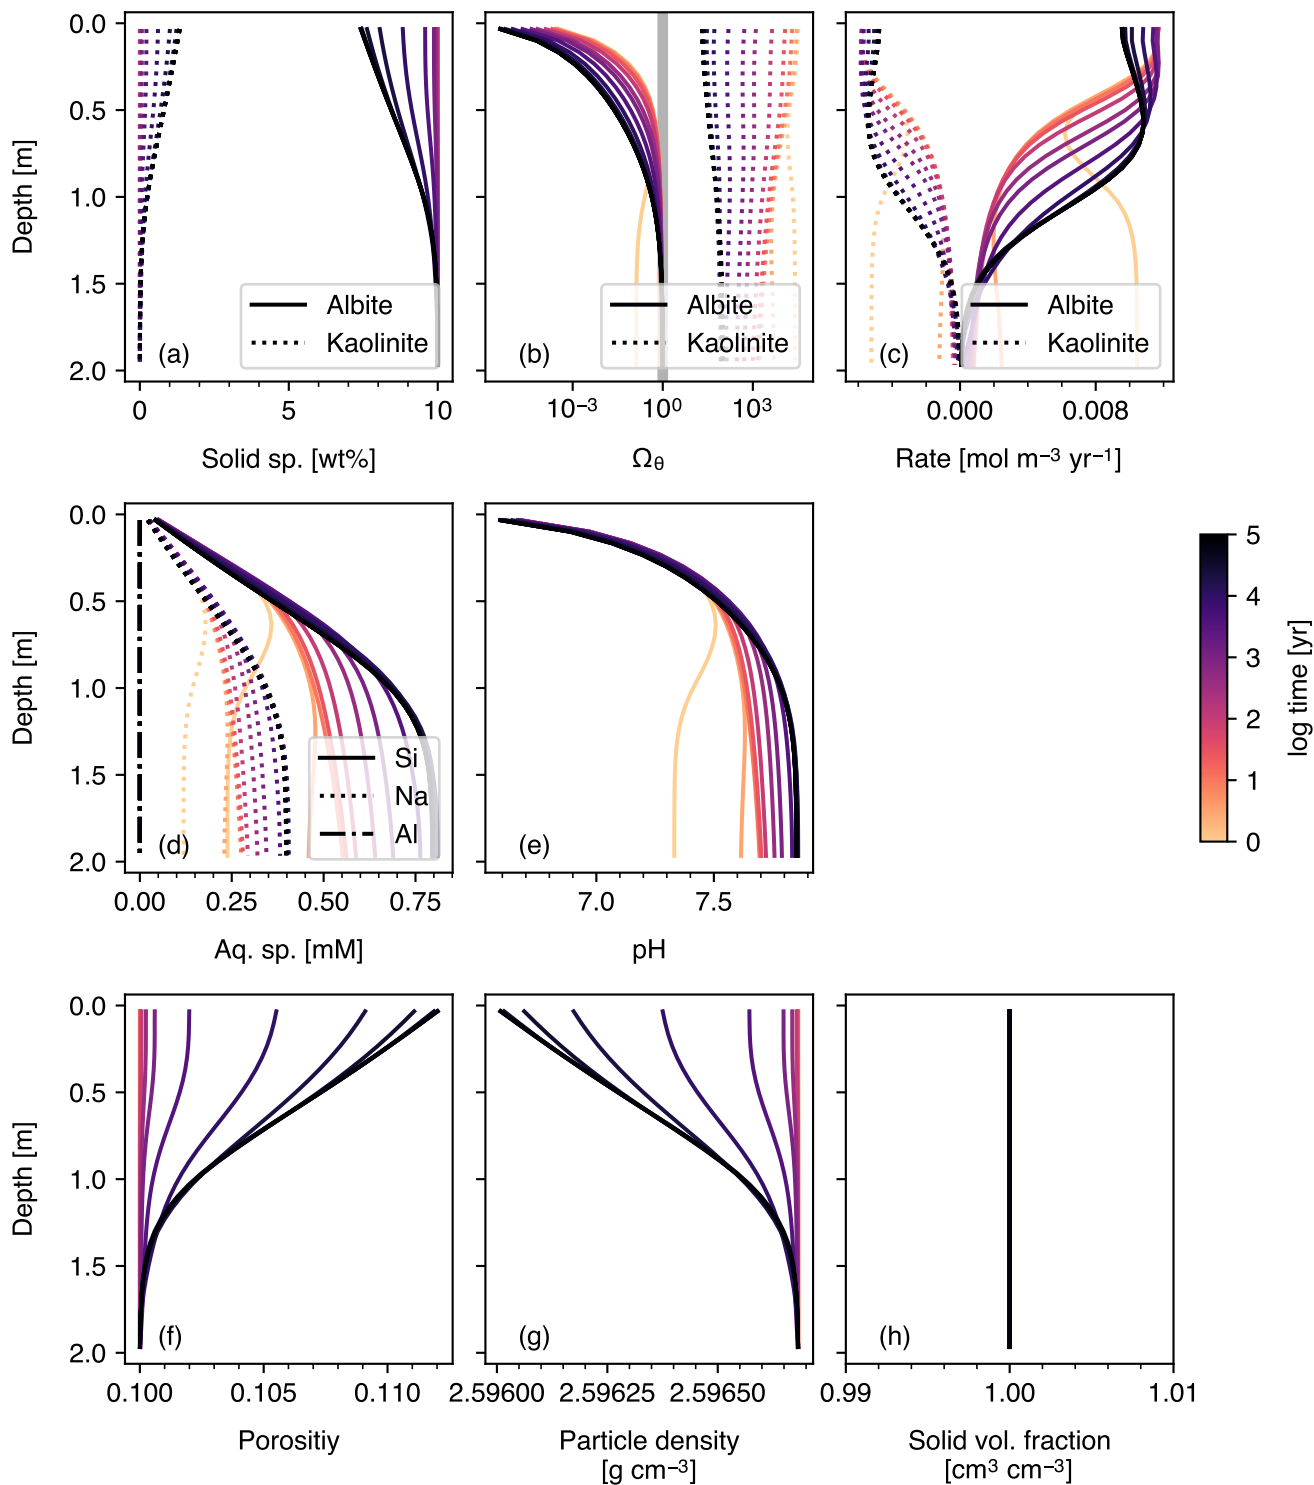 0.0
0.5
1.0
1.5
2.0
Depth [m]
Albite
Kaolinite
(a)
0
5
10
Solid sp. [wt%]
Albite
Kaolinite
(b)
10⁻³
10⁰
10³
Ωθ
Albite
Kaolinite
(c)
0.000
0.008
Rate [mol m⁻³ yr⁻¹]
0.0
0.5
1.0
1.5
2.0
Depth [m]
Si
Na
Al
(d)
0.00
0.25
0.50
0.75
Aq. sp. [mM]
(e)
7.0
7.5
pH
5
4
3
2
1
0
log time [yr]
0.0
0.5
1.0
1.5
2.0
Depth [m]
(f)
0.100
0.105
0.110
Porositiy
(g)
2.59600
2.59625
2.59650
Particle density
[g cm⁻³]
(h)
0.99
1.00
1.01
Solid vol. fraction
[cm³ cm⁻³]